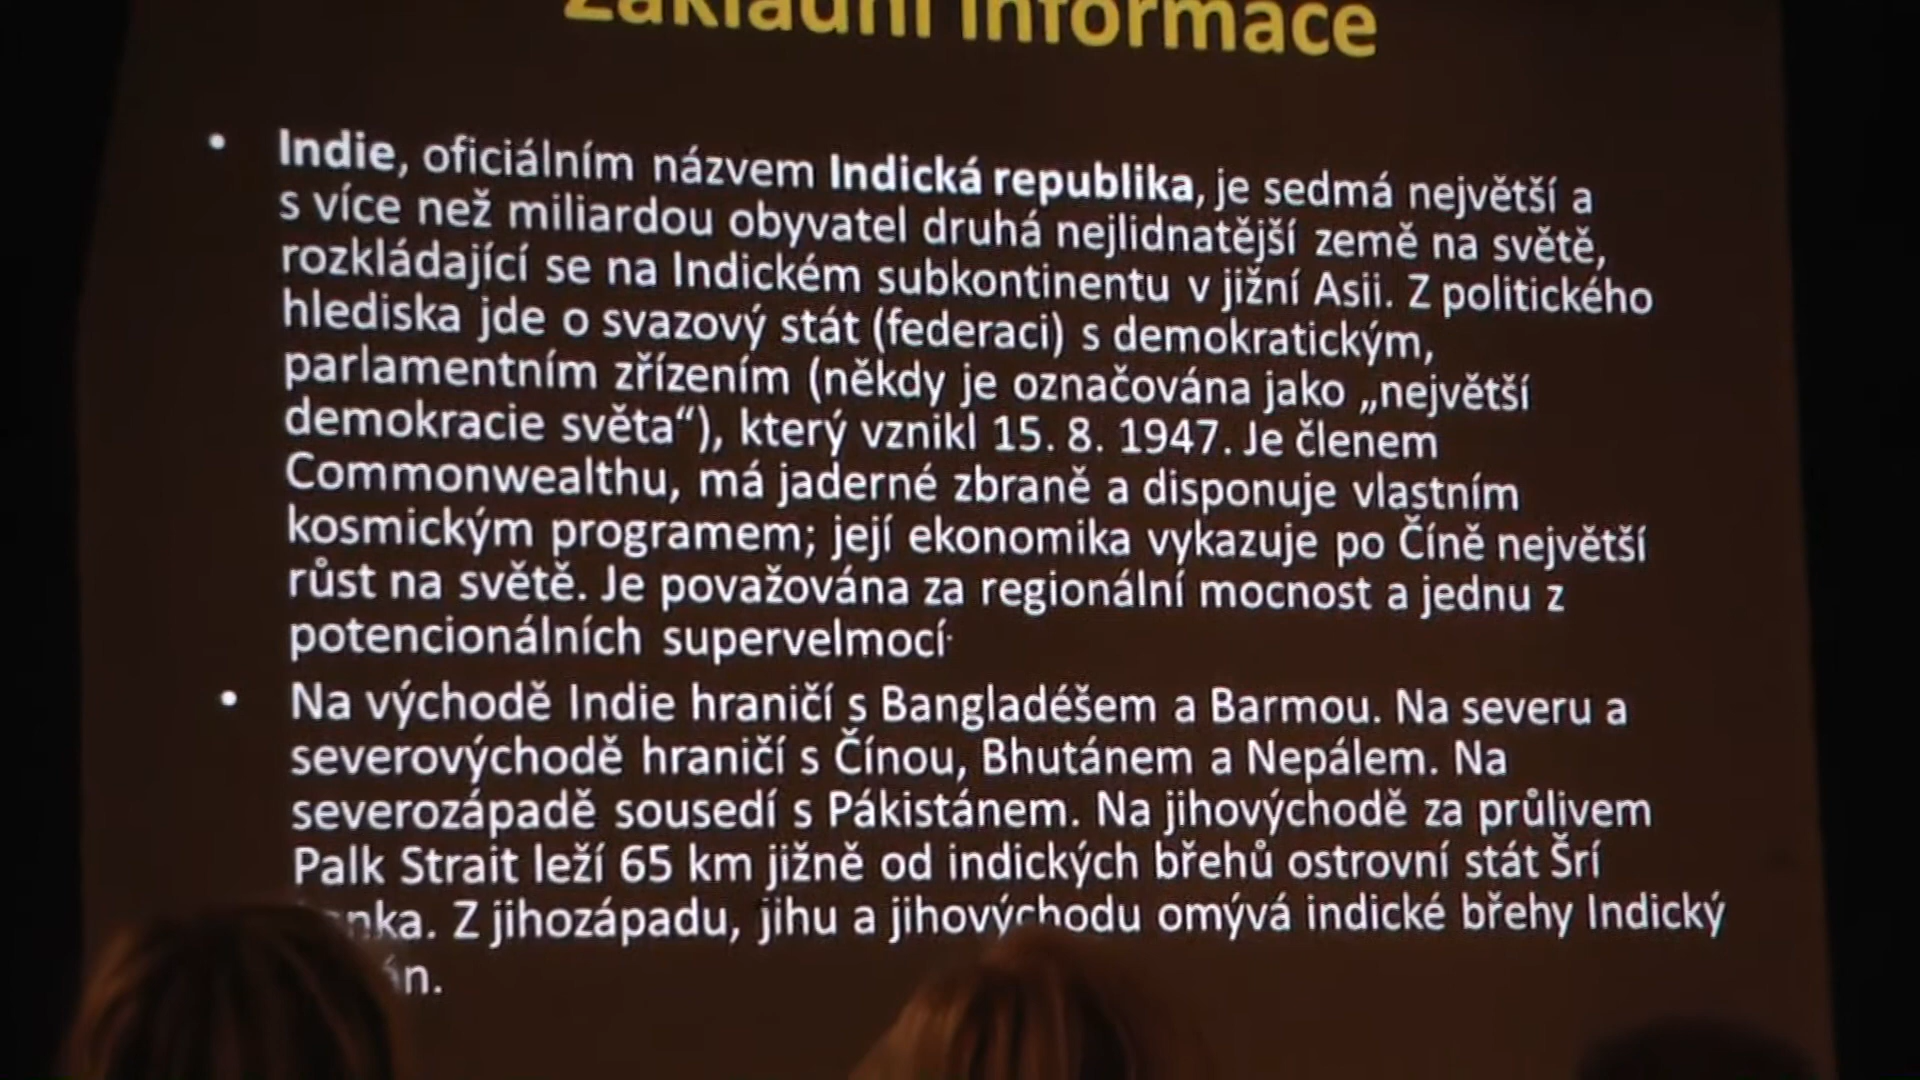 Základní informace
• Indie, oficiálním názvem Indická republika, je sedmá největší a
s více než miliardou obyvatel druhá nejlidnatější země na světě,
rozkládající se na Indickém subkontinentu v jižní Asii. Z politického
hlediska jde o svazový stát (federaci) s demokratickým,
parlamentním zřízením (někdy je označována jako „největší
demokracie světa“), který vznikl 15. 8. 1947. Je členem
Commonwealthu, má jaderné zbraně a disponuje vlastním
kosmickým programem; její ekonomika vykazuje po Číně největší
růst na světě. Je považována za regionální mocnost a jednu z
potencionálních supervelmocí.
• Na východě Indie hraničí s Bangladéšem a Barmou. Na severu a
severovýchodě hraničí s Čínou, Bhutánem a Nepálem. Na
severozápadě sousedí s Pákistánem. Na jihovýchodě za průlivem
Palk Strait leží 65 km jižně od indických břehů ostrovní stát Šrí
Z jihozápadu, jihu a jihovýchodu omývá indické břehy Indický